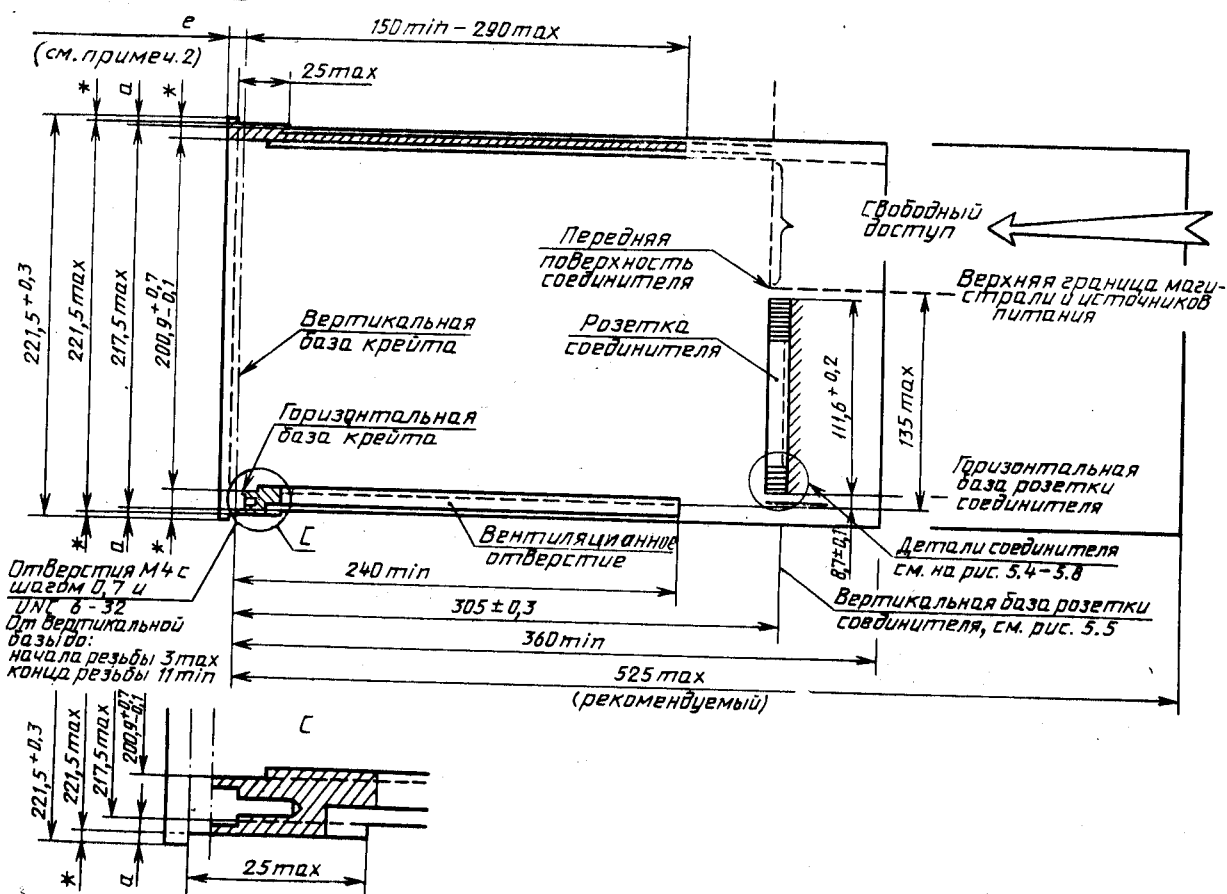 e
(см. примеч. 2)
150 min – 290 max
25 max
*
a
*
221,5 + 0,3
221,5 max
217,5 max
200,9 +0,7 -0,1
Вертикальная
база крейта
Горизонтальная
база крейта
Передняя
поверхность
соединителя
Розетка
соединителя
Свободный
доступ
Верхняя граница маги-
страли и источников
питания
111,6 + 0,2
135 max
Горизонтальная
база розетки
соединителя
8,7 ± 0,1
Детали соединителя
см. на рис. 5.4–5.8
Вертикальная база розетки
соединителя, см. рис. 5.5
*
a
*
C
Вентиляционное
отверстие
240 min
305 ± 0,3
360 min
525 max
(рекомендуемый)
Отверстия М4 с
шагом 0,7 и
UNC 6 - 32
От вертикальной
базы до:
начала резьбы 3 max
конца резьбы 11 min
C
221,5 + 0,3
221,5 max
217,5 max
200,9 +0,7 -0,1
*
a
25 max